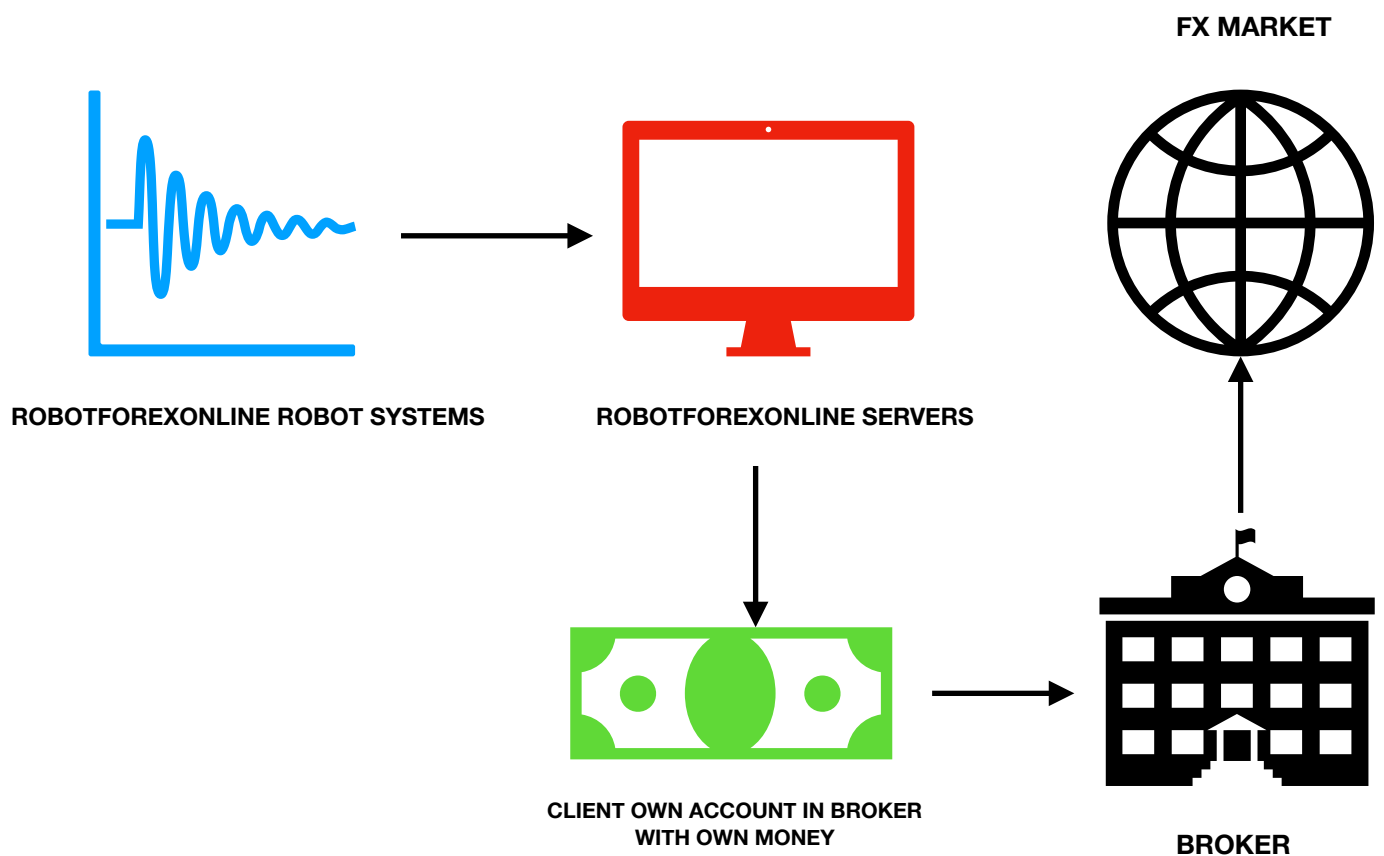 FX MARKET
ROBOTFOREXONLINE ROBOT SYSTEMS
ROBOTFOREXONLINE SERVERS
CLIENT OWN ACCOUNT IN BROKER
WITH OWN MONEY
BROKER